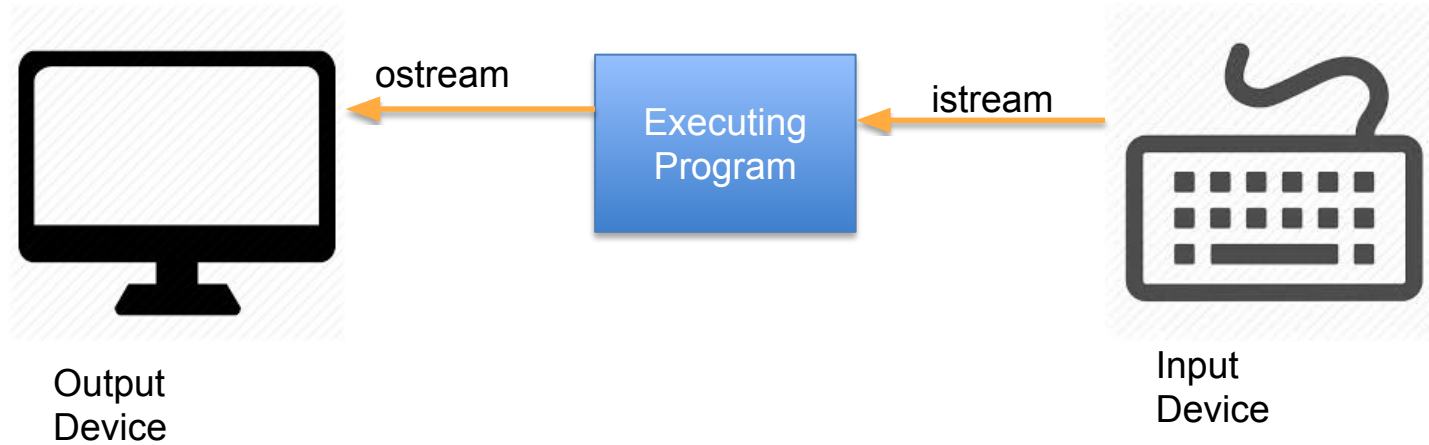 ostream
Executing
Program
istream
Output
Device
Input
Device